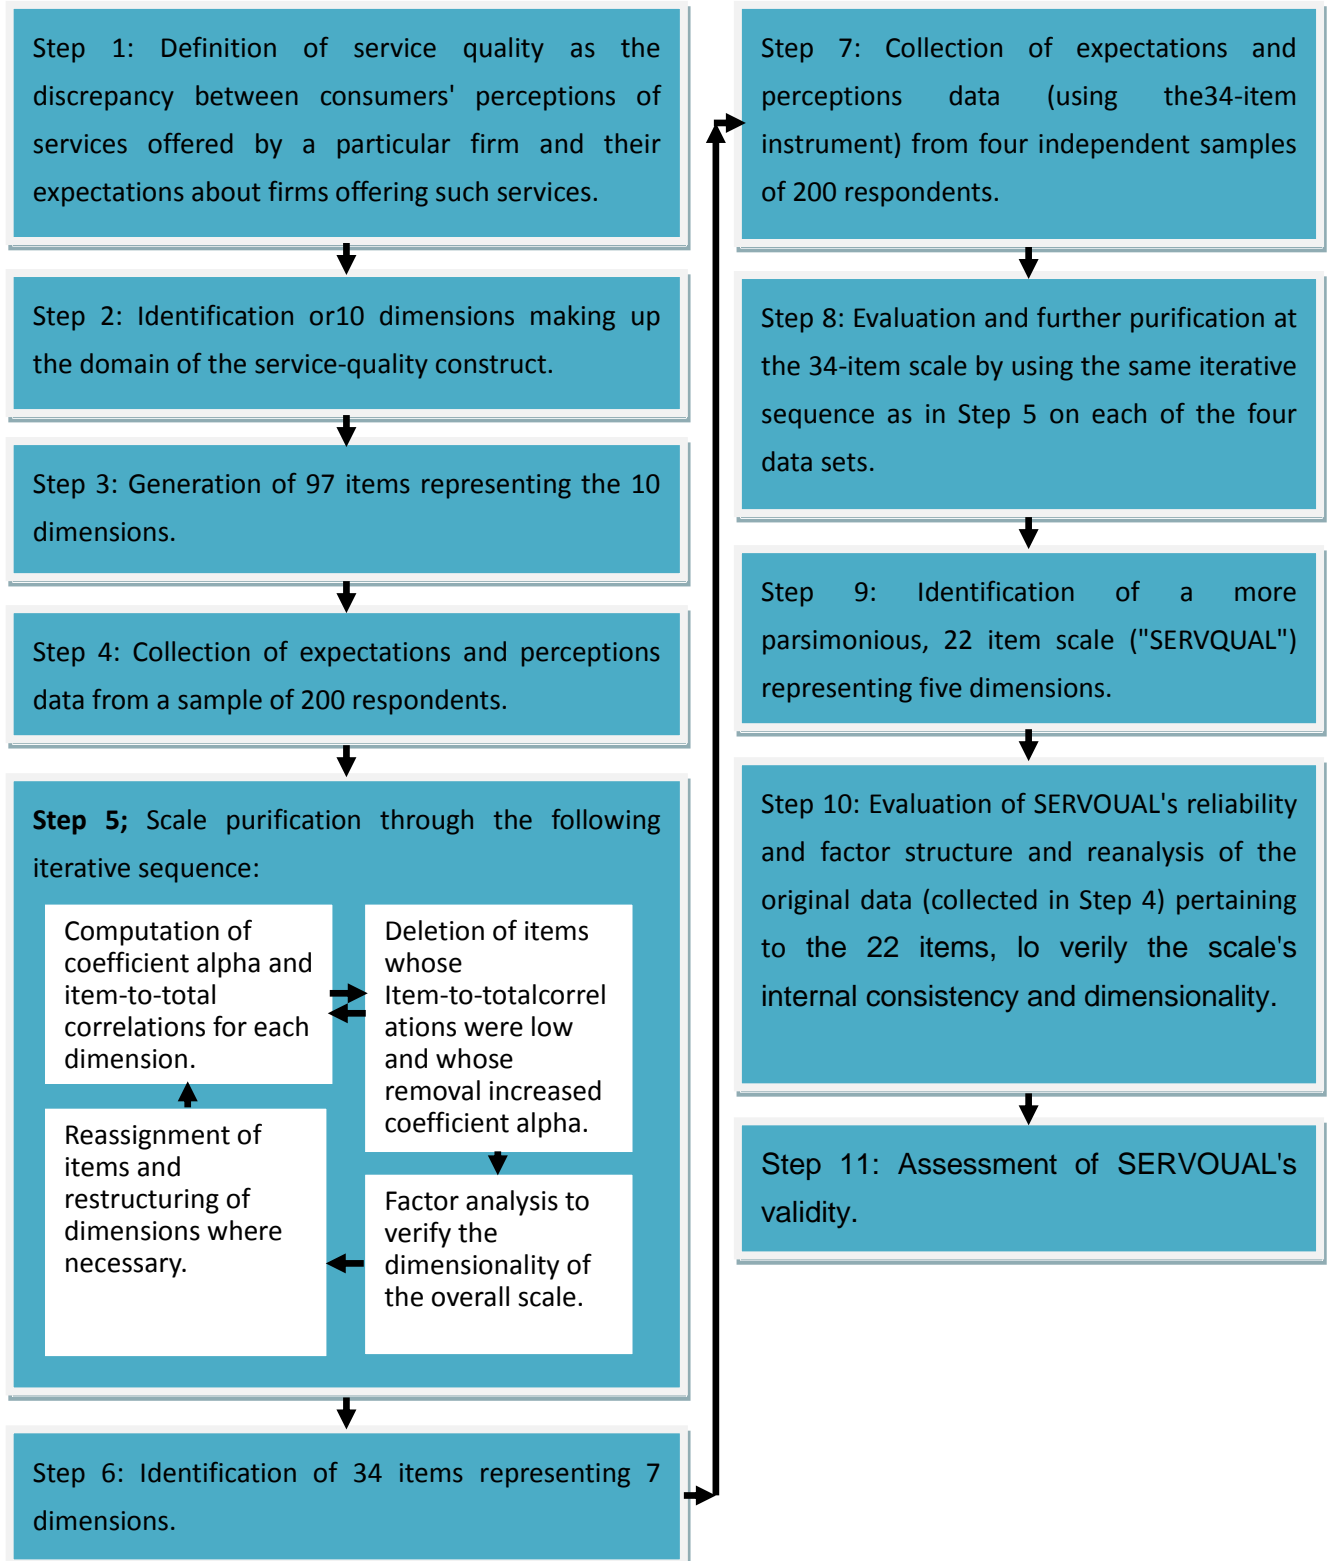 Step 1: Definition of service quality as the
discrepancy between consumers' perceptions of
services offered by a particular firm and their
expectations about firms offering such services.
Step 2: Identification or10 dimensions making up
the domain of the service-quality construct.
Step 3: Generation of 97 items representing the 10
dimensions.
Step 4: Collection of expectations and perceptions
data from a sample of 200 respondents.
Step 5; Scale purification through the following
iterative sequence:
Computation of
coefficient alpha and
item-to-total
correlations for each
dimension.
Deletion of items
whose
Item-to-totalcorrel
ations were low
and whose
removal increased
coefficient alpha.
Reassignment of
items and
restructuring of
dimensions where
necessary.
Factor analysis to
verify the
dimensionality of
the overall scale.
Step 6: Identification of 34 items representing 7
dimensions.
Step 7: Collection of expectations and
perceptions data (using the34-item
instrument) from four independent samples
of 200 respondents.
Step 8: Evaluation and further purification at
the 34-item scale by using the same iterative
sequence as in Step 5 on each of the four
data sets.
Step 9: Identification of a more
parsimonious, 22 item scale ("SERVQUAL")
representing five dimensions.
Step 10: Evaluation of SERVOUAL's reliability
and factor structure and reanalysis of the
original data (collected in Step 4) pertaining
to the 22 items, lo verily the scale's
internal consistency and dimensionality.
Step 11: Assessment of SERVOUAL's
validity.